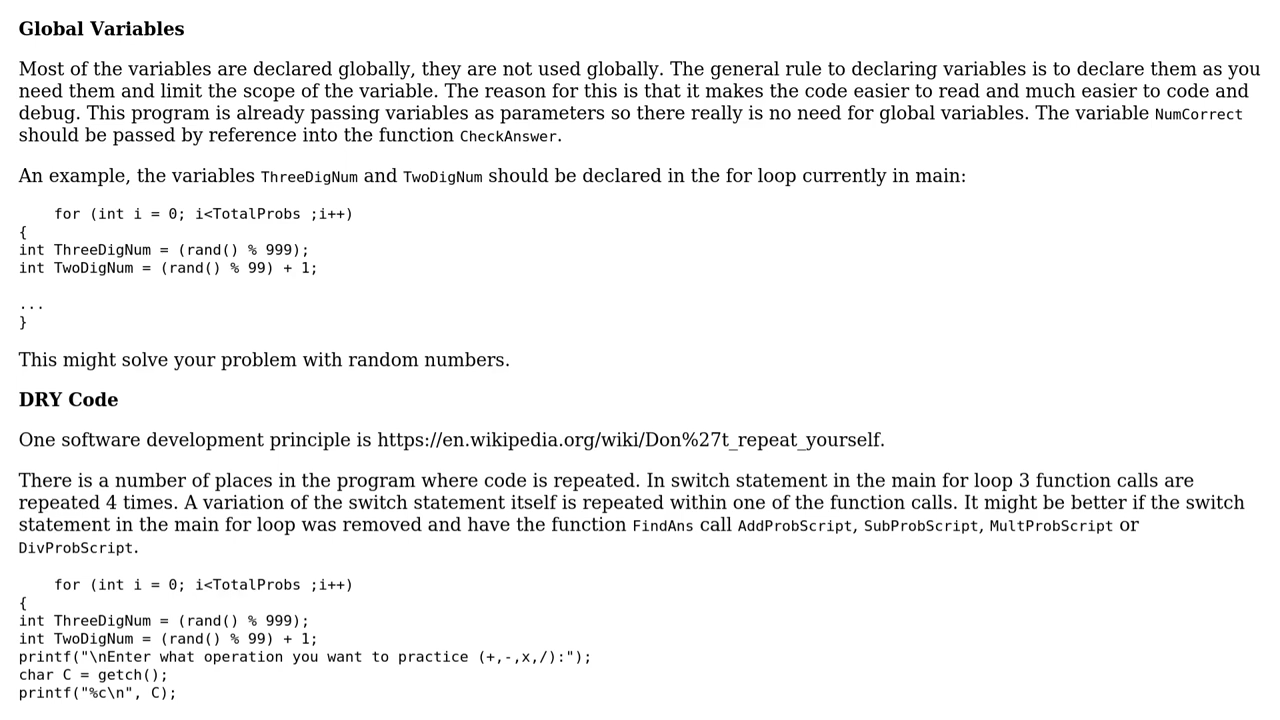 Global Variables
Most of the variables are declared globally, they are not used globally. The general rule to declaring variables is to declare them as you
need them and limit the scope of the variable. The reason for this is that it makes the code easier to read and much easier to code and
debug. This program is already passing variables as parameters so there really is no need for global variables. The variable NumCorrect
should be passed by reference into the function CheckAnswer.
An example, the variables ThreeDigNum and TwoDigNum should be declared in the for loop currently in main:
    for (int i = 0; i<TotalProbs ;i++)
{
int ThreeDigNum = (rand() % 999);
int TwoDigNum = (rand() % 99) + 1;
...
}
This might solve your problem with random numbers.
DRY Code
One software development principle is https://en.wikipedia.org/wiki/Don%27t_repeat_yourself.
There is a number of places in the program where code is repeated. In switch statement in the main for loop 3 function calls are
repeated 4 times. A variation of the switch statement itself is repeated within one of the function calls. It might be better if the switch
statement in the main for loop was removed and have the function FindAns call AddProbScript, SubProbScript, MultProbScript or
DivProbScript.
    for (int i = 0; i<TotalProbs ;i++)
{
int ThreeDigNum = (rand() % 999);
int TwoDigNum = (rand() % 99) + 1;
printf("\nEnter what operation you want to practice (+,-,x,/):");
char C = getch();
printf("%c\n", C);